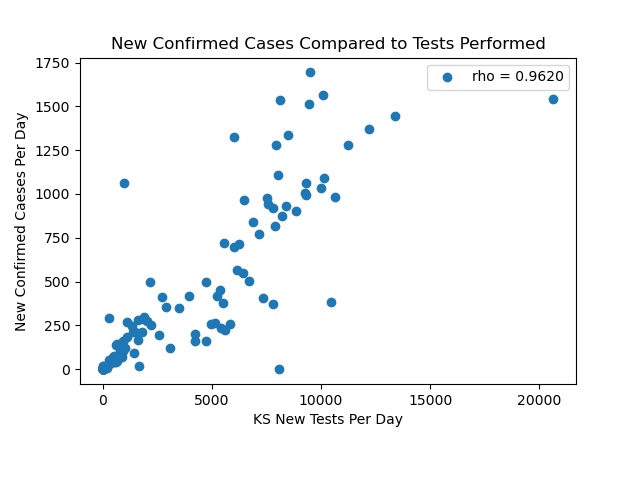 New Confirmed Cases Compared to Tests Performed
rho = 0.9620
New Confirmed Caeses Per Day
1750
1500
1250
1000
750
500
250
0
0 5000 10000 15000 20000
KS New Tests Per Day